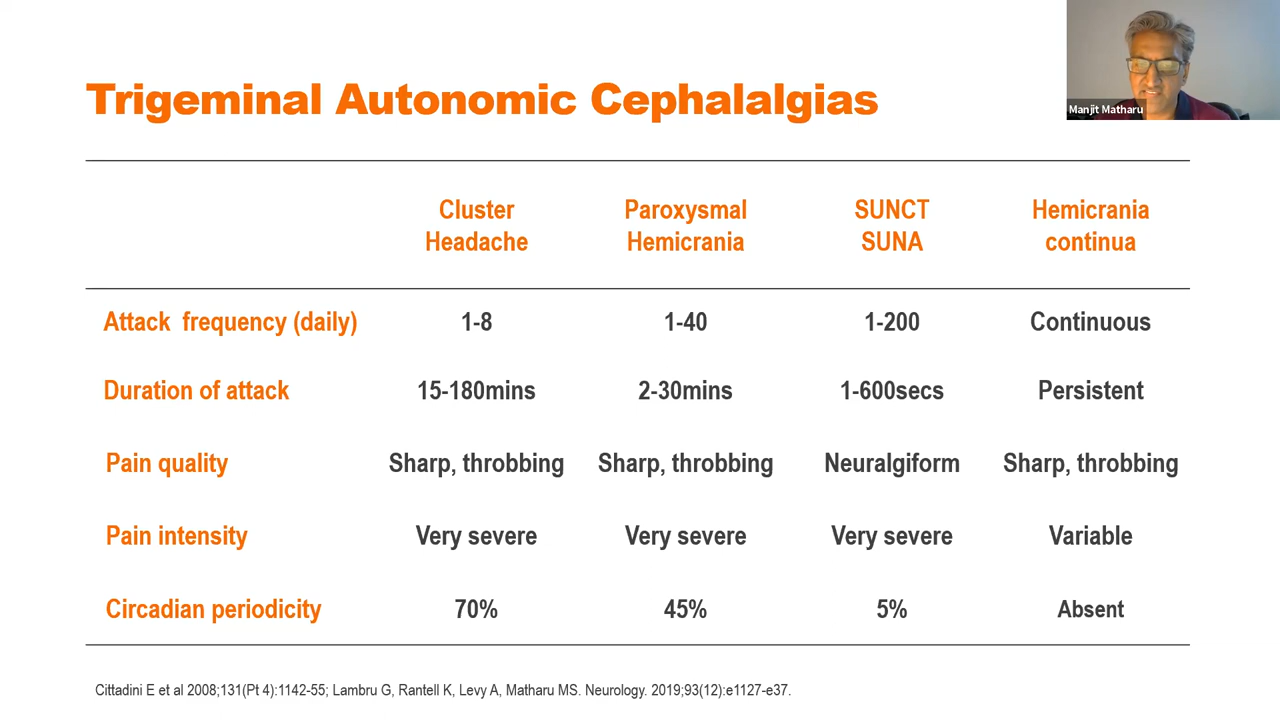 Trigeminal Autonomic Cephalalgias
Manjit Matharu
Cluster Headache
Paroxysmal Hemicrania
SUNCT SUNA
Hemicrania continua
Attack frequency (daily) 1-8 1-40 1-200 Continuous
Duration of attack 15-180mins 2-30mins 1-600secs Persistent
Pain quality Sharp, throbbing Sharp, throbbing Neuralgiform Sharp, throbbing
Pain intensity Very severe Very severe Very severe Variable
Circadian periodicity 70% 45% 5% Absent
Cittadini E et al 2008;131(Pt 4):1142-55; Lambru G, Rantell K, Levy A, Matharu MS. Neurology. 2019;93(12):e1127-e37.